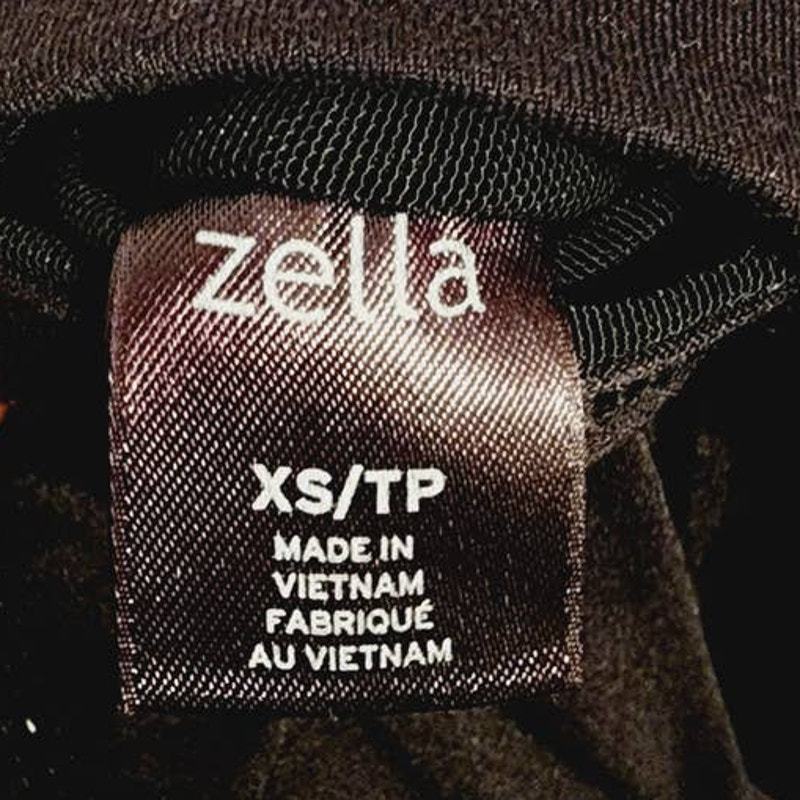 zella
XS/TP
MADE IN
VIETNAM
FABRIQUÉ
AU VIETNAM